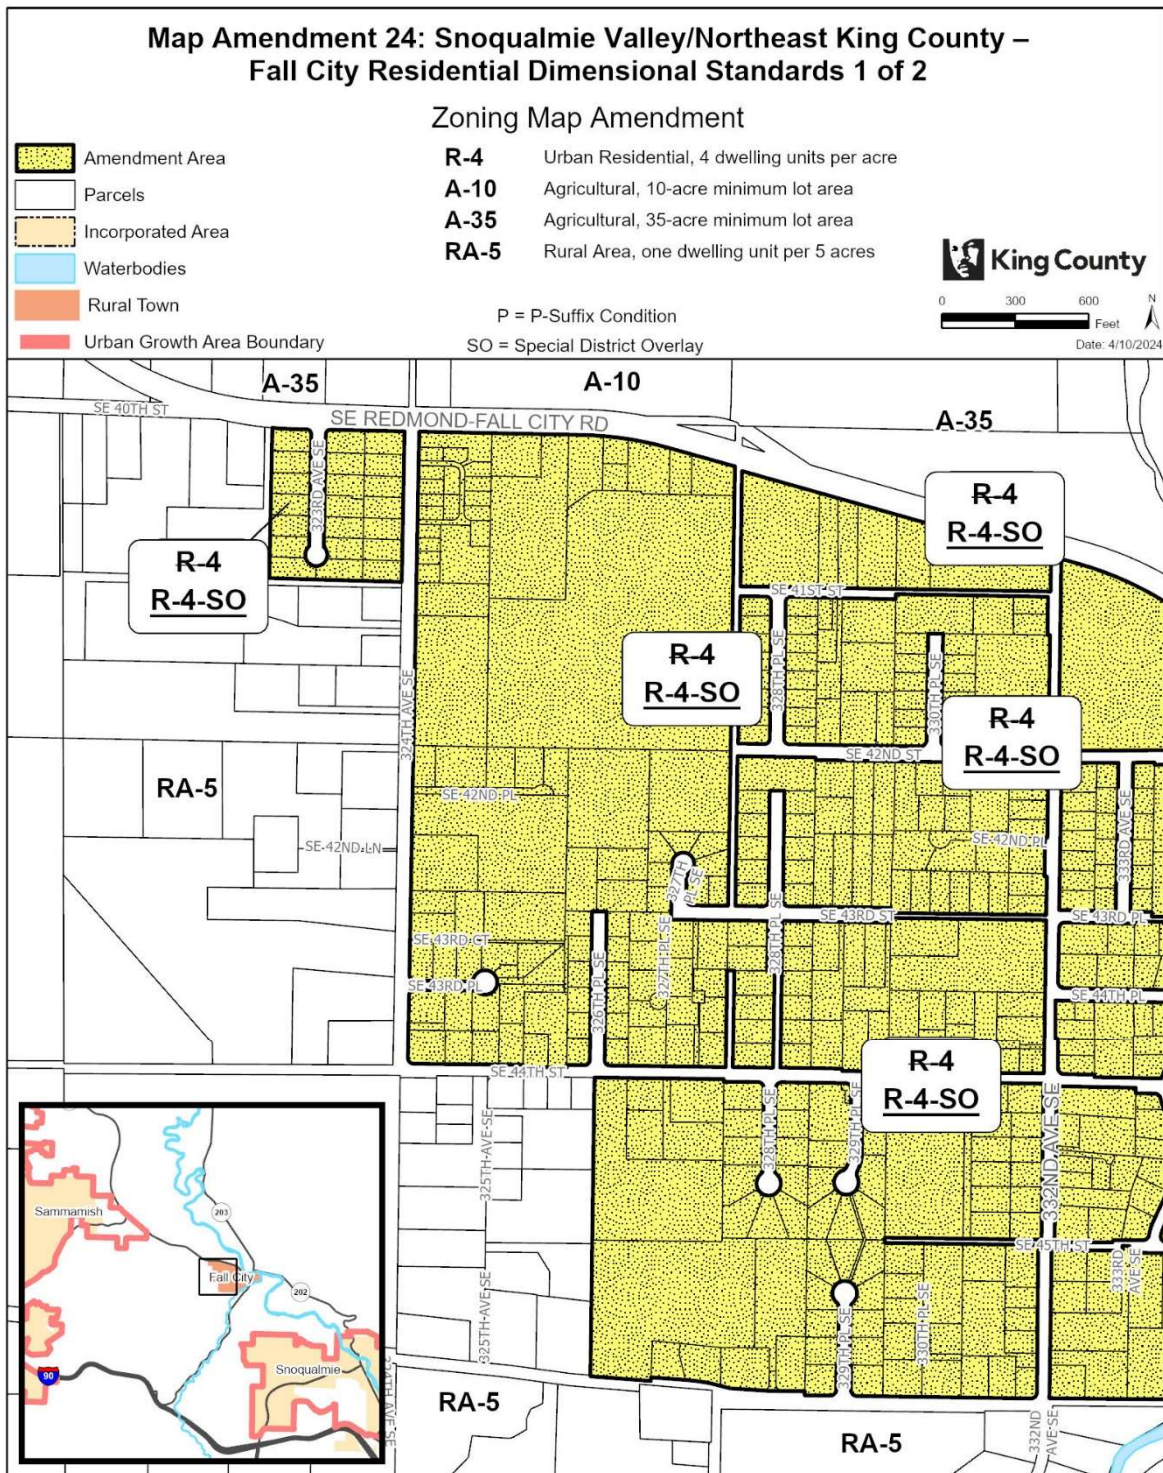 Map Amendment 24: Snoqualmie Valley/Northeast King County –
Fall City Residential Dimensional Standards 1 of 2
Zoning Map Amendment
Amendment Area
Parcels
Incorporated Area
Waterbodies
Rural Town
Urban Growth Area Boundary
R-4 Urban Residential, 4 dwelling units per acre
A-10 Agricultural, 10-acre minimum lot area
A-35 Agricultural, 35-acre minimum lot area
RA-5 Rural Area, one dwelling unit per 5 acres
P = P-Suffix Condition
SO = Special District Overlay
King County
0 300 600
Feet
N
Date: 4/10/2024
A-35
A-10
A-35
SE 40TH ST
SE REDMOND-FALL CITY RD
323RD AVE SE
R-4
R-4-SO
R-4
R-4-SO
SE 41ST ST
R-4
R-4-SO
328TH PL SE
330TH PL SE
324TH AVE SE
R-4
R-4-SO
SE 42ND ST
RA-5
SE 42ND PL
SE 42ND LN
SE 42ND PL
333RD AVE SE
327TH
PL SE
SE 43RD ST
SE 43RD PL
328TH PL SE
SE 43RD CT
327TH PL SE
SE 43RD PL
326TH PL SE
SE 44TH PL
SE 44TH ST
R-4
R-4-SO
328TH PL SE
329TH PL SE
325TH AVE SE
332ND AVE SE
SE 45TH ST
333RD
AVE SE
325TH AVE SE
329TH PL SE
330TH PL SE
324TH AVE SE
332ND
AVE SE
RA-5
RA-5
Sammamish
203
Fall City
202
Snoqualmie
90